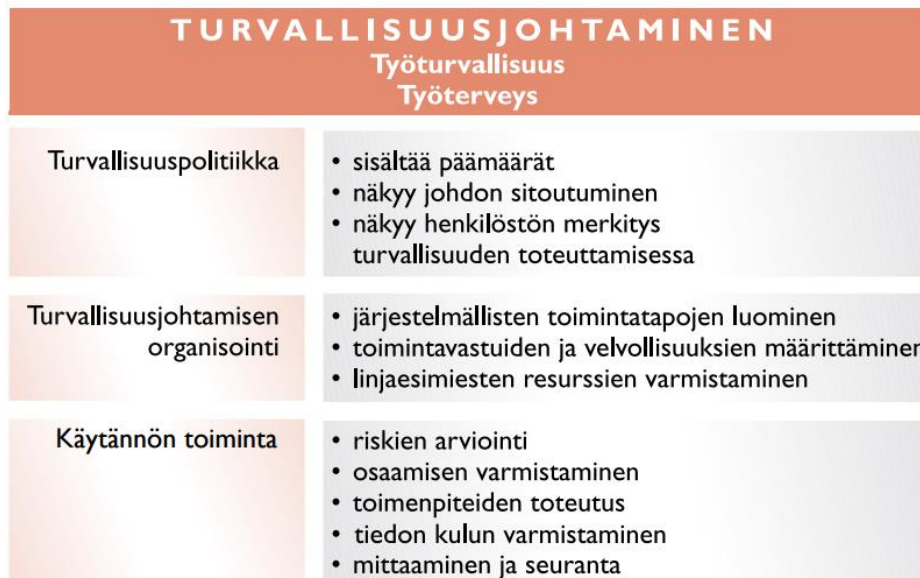 TURVALLISUUSJOHTAMINEN
Työturvallisuus
Työterveys
Turvallisuuspolitiikka
• sisältää päämäärät
• näkyy johdon sitoutuminen
• näkyy henkilöstön merkitys
turvallisuuden toteuttamisessa
Turvallisuusjohtamisen
organisointi
• järjestelmällisten toimintatapojen luominen
• toimintavastuiden ja velvollisuuksien määrittäminen
• linjaesimiesten resurssien varmistaminen
Käytännön toiminta
• riskien arviointi
• osaamisen varmistaminen
• toimenpiteiden toteutus
• tiedon kulun varmistaminen
• mittaaminen ja seuranta